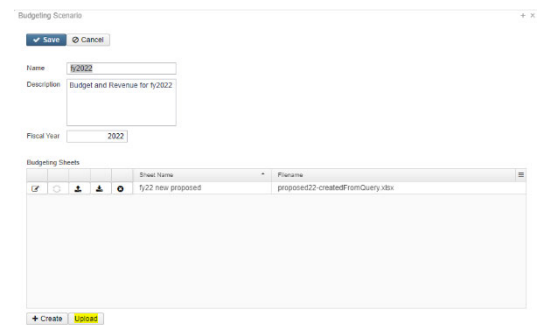 Budgeting Scenario
Save Cancel
Name fy2022
Description Budget and Revenue for fy2022
Fiscal Year 2022
Budgeting Sheets
Sheet Name Filename
fy22 new proposed proposed22-createdFromQuery.xlsx
+ Create Upload